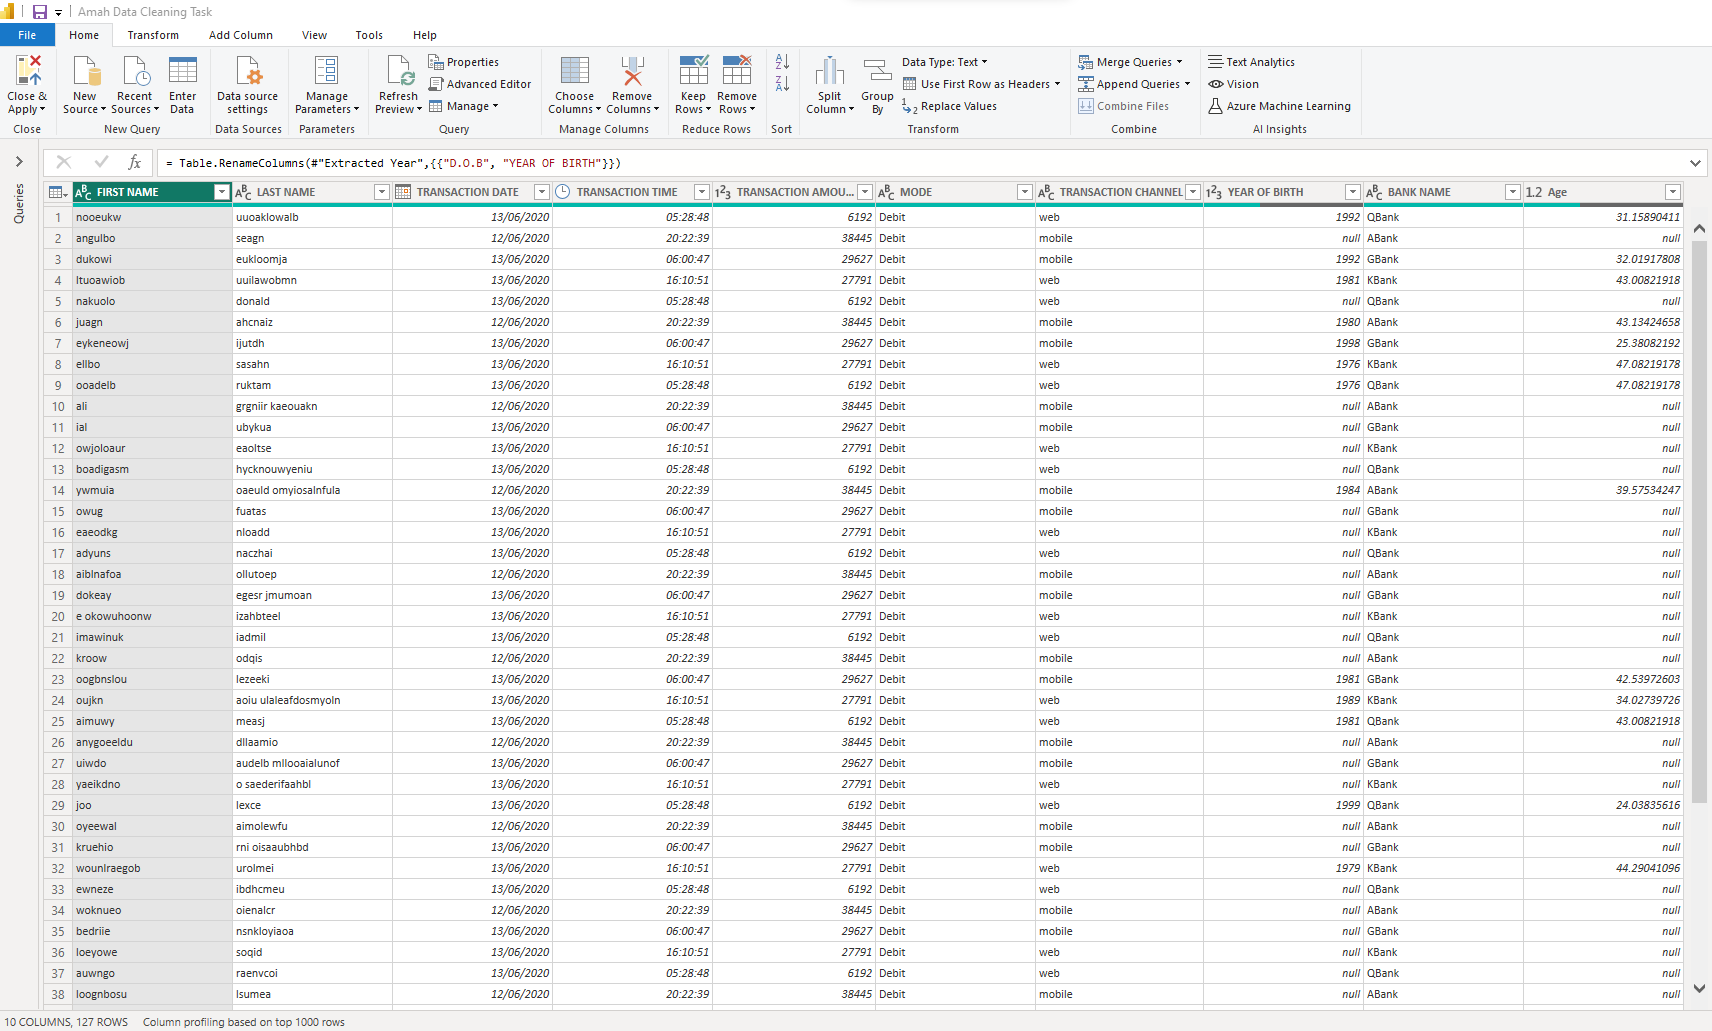 Amah Data Cleaning Task
File Home Transform Add Column View Tools Help
Close & Apply
New Source
Recent Sources
Enter Data
Data source settings
Manage Parameters
Refresh Preview
Properties
Advanced Editor
Manage
Choose Columns
Remove Columns
Keep Rows
Remove Rows
Split Column
Group By
Data Type: Text
Use First Row as Headers
Replace Values
Merge Queries
Append Queries
Combine Files
Text Analytics
Vision
Azure Machine Learning
Close New Query Data Sources Parameters Query Manage Columns Reduce Rows Sort Transform Combine AI Insights
= Table.RenameColumns(#"Extracted Year",{{"D.O.B", "YEAR OF BIRTH"}})
Queries
FIRST NAME LAST NAME TRANSACTION DATE TRANSACTION TIME TRANSACTION AMOU... MODE TRANSACTION CHANNEL YEAR OF BIRTH BANK NAME 1.2 Age
1 nooeukw uuoaklowalb 13/06/2020 05:28:48 6192 Debit web 1992 QBank 31.15890411
2 angulbo seagn 12/06/2020 20:22:39 38445 Debit mobile null ABank null
3 dukowi eukloomja 13/06/2020 06:00:47 29627 Debit mobile 1992 GBank 32.01917808
4 ltuoawiob uuilawobmn 13/06/2020 16:10:51 27791 Debit web 1981 KBank 43.00821918
5 nakuolo donald 13/06/2020 05:28:48 6192 Debit web null QBank null
6 juagn ahcnaiz 12/06/2020 20:22:39 38445 Debit mobile 1980 ABank 43.13424658
7 eykeneowj ijutdh 13/06/2020 06:00:47 29627 Debit mobile 1998 GBank 25.38082192
8 ellbo sasahn 13/06/2020 16:10:51 27791 Debit web 1976 KBank 47.08219178
9 ooadelb ruktam 13/06/2020 05:28:48 6192 Debit web 1976 QBank 47.08219178
10 ali grgniir kaeouakn 12/06/2020 20:22:39 38445 Debit mobile null ABank null
11 ial ubykua 13/06/2020 06:00:47 29627 Debit mobile null GBank null
12 owjoloaur eaoltse 13/06/2020 16:10:51 27791 Debit web null KBank null
13 boadigasm hycknouwyeniu 13/06/2020 05:28:48 6192 Debit web null QBank null
14 ywmuia oaeuld omyiosalnfula 12/06/2020 20:22:39 38445 Debit mobile 1984 ABank 39.57534247
15 owug fuatas 13/06/2020 06:00:47 29627 Debit mobile null GBank null
16 eaeodkg nloadd 13/06/2020 16:10:51 27791 Debit web null KBank null
17 adyuns naczhai 13/06/2020 05:28:48 6192 Debit web null QBank null
18 aiblnafoa ollutoep 12/06/2020 20:22:39 38445 Debit mobile null ABank null
19 dokeay egesr jmumoan 13/06/2020 06:00:47 29627 Debit mobile null GBank null
20 e okowuhoonw izahbteel 13/06/2020 16:10:51 27791 Debit web null KBank null
21 imawinuk iadmil 13/06/2020 05:28:48 6192 Debit web null QBank null
22 kroow odqis 12/06/2020 20:22:39 38445 Debit mobile null ABank null
23 oogbnslou lezeeki 13/06/2020 06:00:47 29627 Debit mobile 1981 GBank 42.53972603
24 oujkn aoiu ulaleafdosmyoln 13/06/2020 16:10:51 27791 Debit web 1989 KBank 34.02739726
25 aimuwy measj 13/06/2020 05:28:48 6192 Debit web 1981 QBank 43.00821918
26 anygoeeldu dllaamio 12/06/2020 20:22:39 38445 Debit mobile null ABank null
27 uiwdo audelb mllooaialunof 13/06/2020 06:00:47 29627 Debit mobile null GBank null
28 yaeikdno o saederifaahbl 13/06/2020 16:10:51 27791 Debit web null KBank null
29 joo lexce 13/06/2020 05:28:48 6192 Debit web 1999 QBank 24.03835616
30 oyeewal aimolewfu 12/06/2020 20:22:39 38445 Debit mobile null ABank null
31 kruehio rni oisaaubhbd 13/06/2020 06:00:47 29627 Debit mobile null GBank null
32 wounlraegob urolmei 13/06/2020 16:10:51 27791 Debit web 1979 KBank 44.29041096
33 ewneze ibdhcmeu 13/06/2020 05:28:48 6192 Debit web null QBank null
34 woknueo oienalcr 12/06/2020 20:22:39 38445 Debit mobile null ABank null
35 bedriie nsnkloyiaoa 13/06/2020 06:00:47 29627 Debit mobile null GBank null
36 loeyowe soqid 13/06/2020 16:10:51 27791 Debit web null KBank null
37 auwngo raenvcoi 13/06/2020 05:28:48 6192 Debit web null QBank null
38 loognbosu lsumea 12/06/2020 20:22:39 38445 Debit mobile null ABank null
10 COLUMNS, 127 ROWS Column profiling based on top 1000 rows